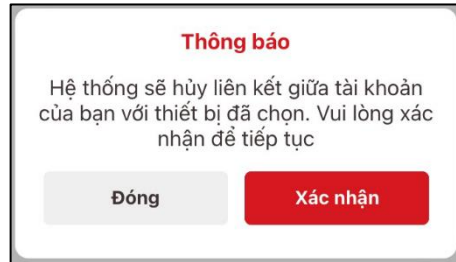 Thông báo
Hệ thống sẽ hủy liên kết giữa tài khoản
của bạn với thiết bị đã chọn. Vui lòng xác
nhận để tiếp tục
Đóng
Xác nhận